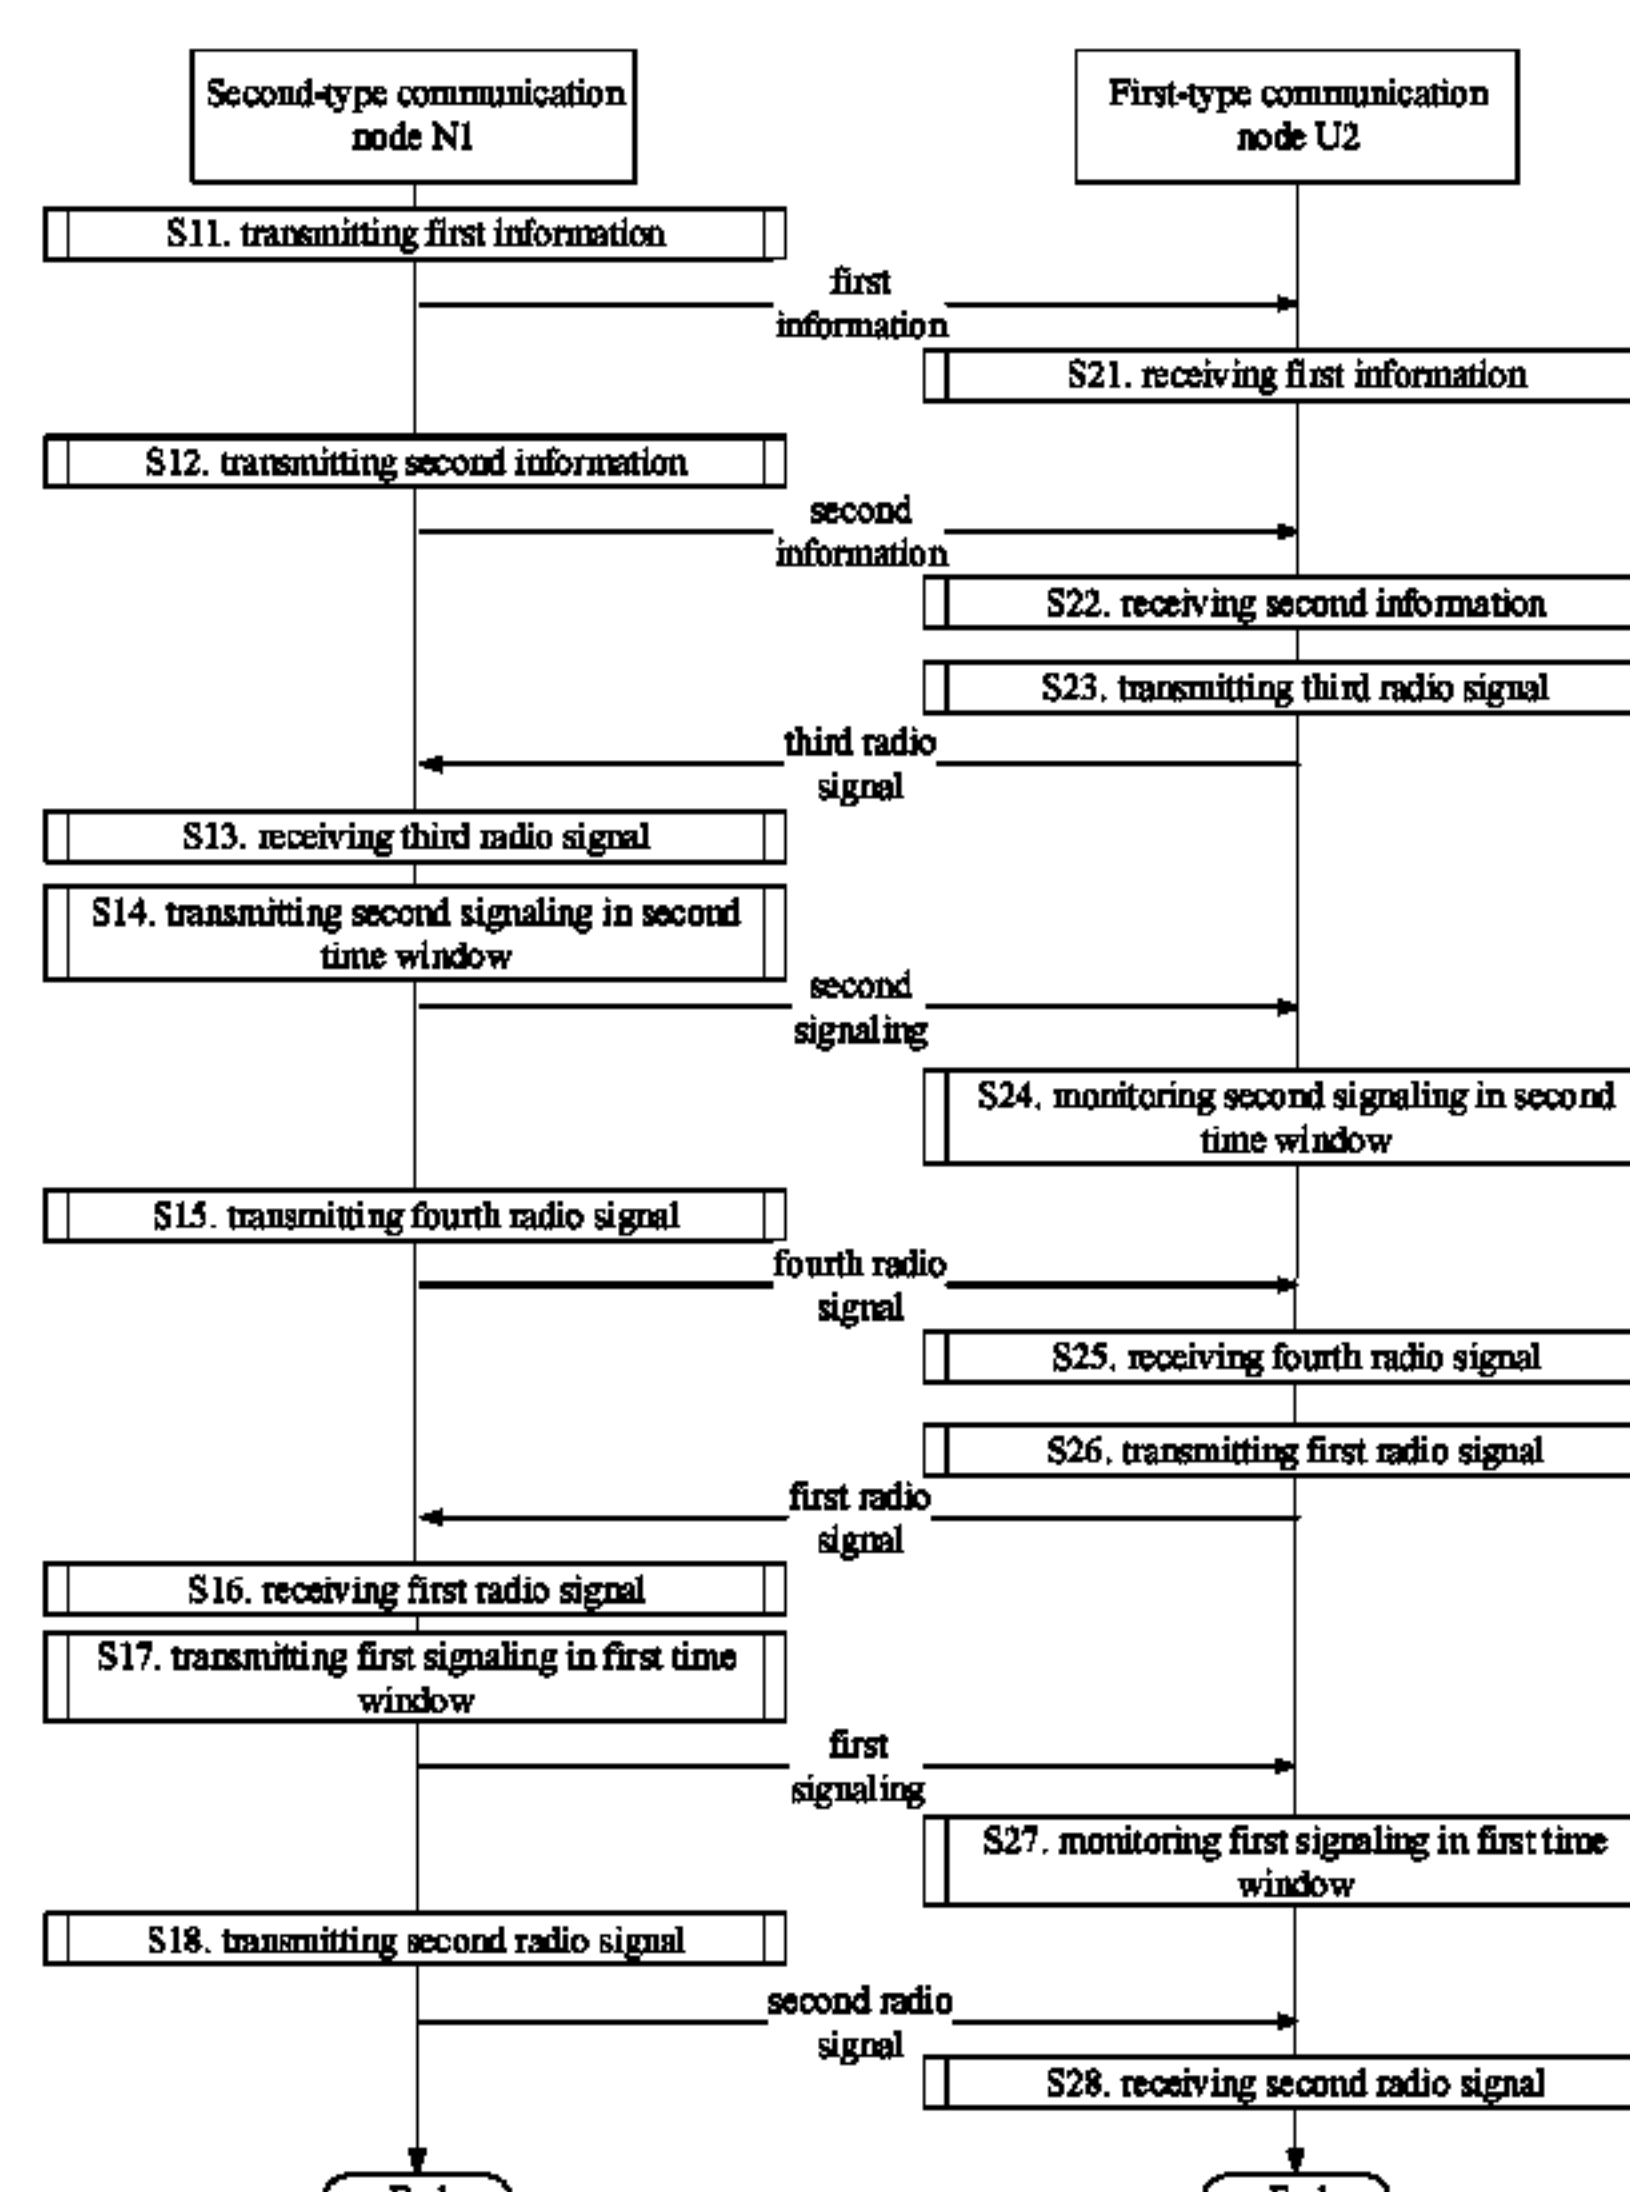 Second-type communication
node N1
First-type communication
node U2
S11. transmitting first information
first
information
S21. receiving first information
S12. transmitting second information
second
information
S22. receiving second information
S23. transmitting third radio signal
third radio
signal
S13. receiving third radio signal
S14. transmitting second signaling in second
time window
second
signaling
S24. monitoring second signaling in second
time window
S15. transmitting fourth radio signal
fourth radio
signal
S25. receiving fourth radio signal
S26. transmitting first radio signal
first radio
signal
S16. receiving first radio signal
S17. transmitting first signaling in first time
window
first
signaling
S27. monitoring first signaling in first time
window
S18. transmitting second radio signal
second radio
signal
S28. receiving second radio signal